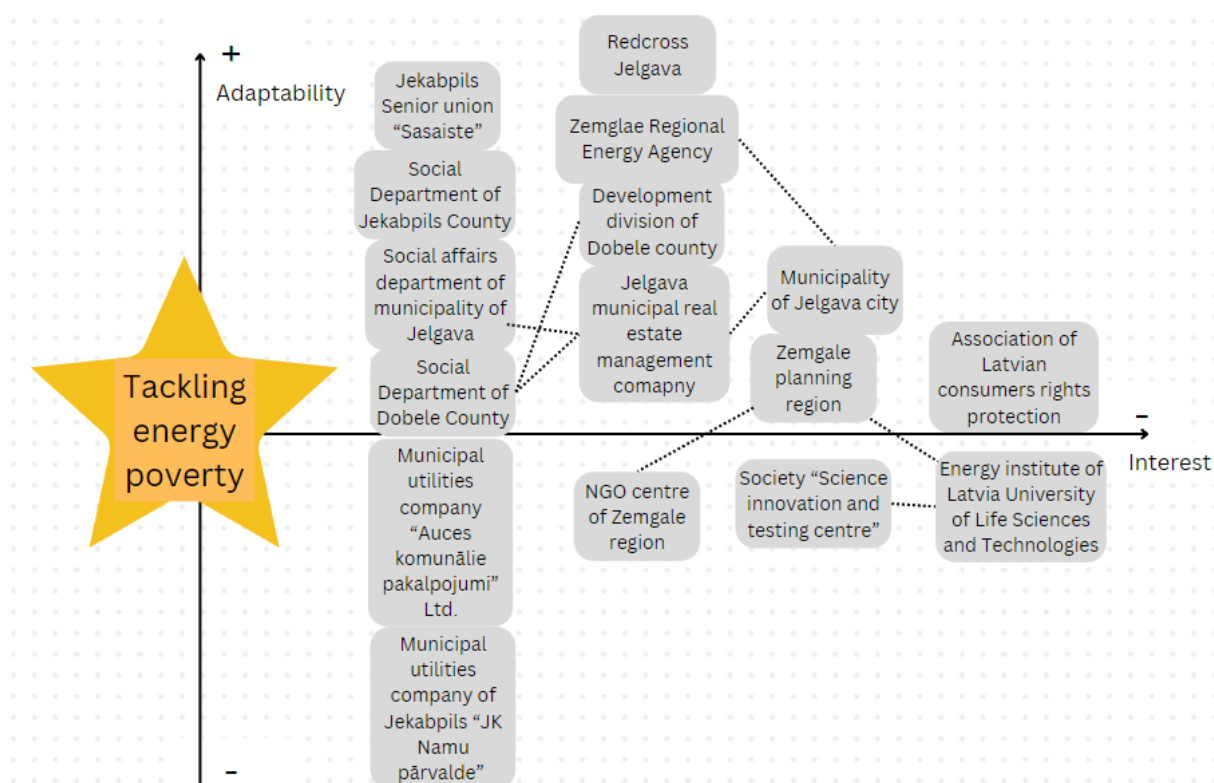 +
Adaptability
Jekabpils
Senior union
“Sasaiste”
Redcross
Jelgava
Zemglae Regional
Energy Agency
Social
Department of
Jekabpils County
Development
division of
Dobele county
Social affairs
department of
municipality of
Jelgava
Jelgava
municipal real
estate
management
comapny
Municipality
of Jelgava city
Social
Department of
Dobele County
Zemgale
planning
region
Association of
Latvian
consumers rights
protection
Tackling
energy
poverty
-
Interest
Municipal
utilities
company
“Auces
komunālie
pakalpojumi”
Ltd.
NGO centre
of Zemgale
region
Society “Science
innovation and
testing centre”
Energy institute of
Latvia University
of Life Sciences
and Technologies
Municipal
utilities
company of
Jekabpils “JK
Namu
pārvalde”
-